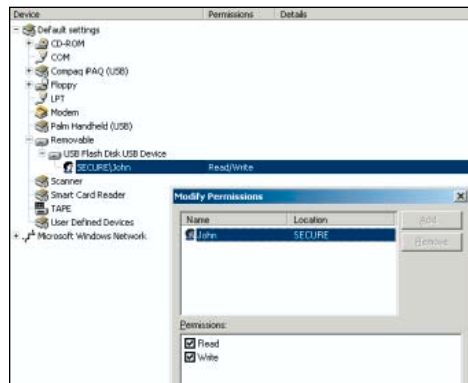 Device Permissions Details
Default settings
CD-ROM
COM
Compaq iPAQ (USB)
Floppy
LPT
Modem
Palm Handheld (USB)
Removable
USB Flash Disk USB Device
SECURE\John Read/Write
Scanner
Smart Card Reader
TAPE
User Defined Devices
Microsoft Windows Network
Modify Permissions
Name Location
John SECURE
Add
Remove
Permissions:
Read
Write